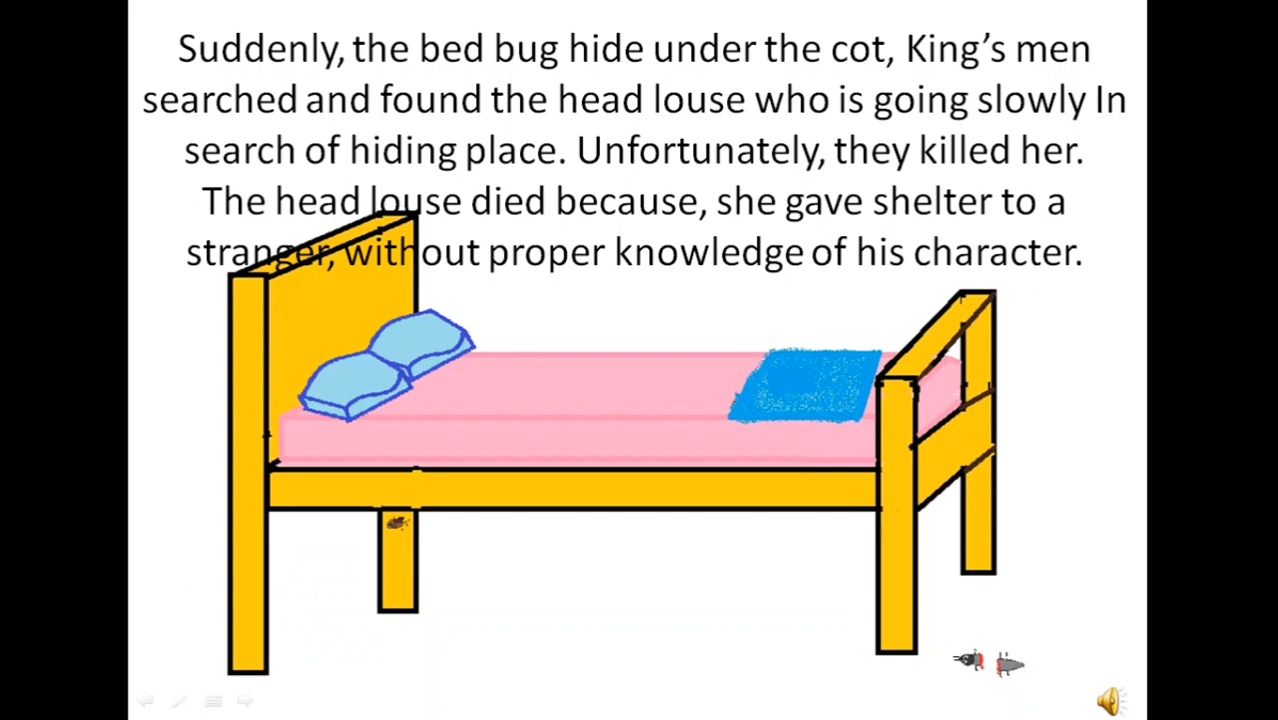 Suddenly, the bed bug hide under the cot, King's men
searched and found the head louse who is going slowly In
search of hiding place. Unfortunately, they killed her.
The head louse died because, she gave shelter to a
stranger, without proper knowledge of his character.